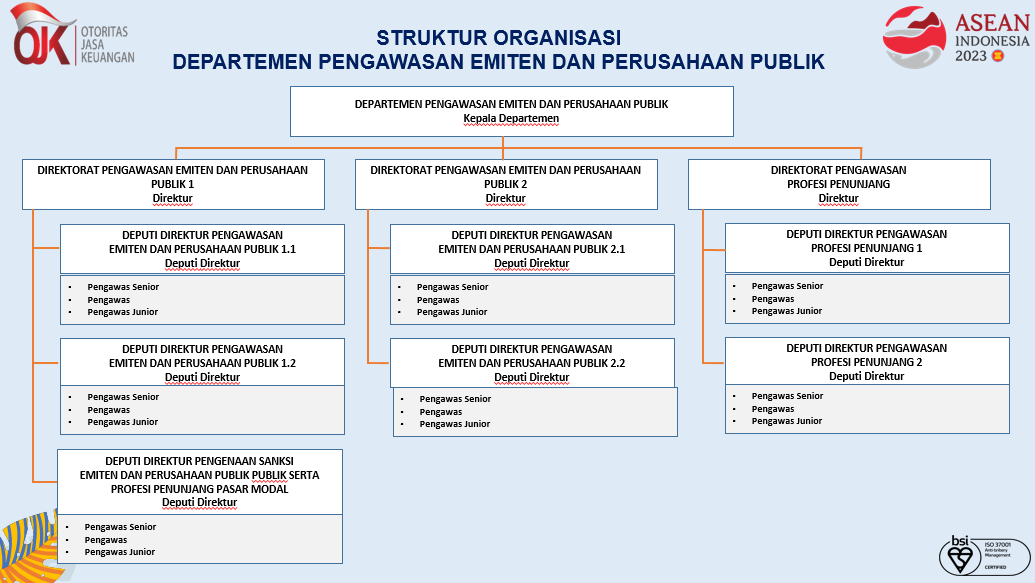 OJK
OTORITAS
JASA
KEUANGAN
STRUKTUR ORGANISASI
DEPARTEMEN PENGAWASAN EMITEN DAN PERUSAHAAN PUBLIK
ASEAN
INDONESIA
2023
DEPARTEMEN PENGAWASAN EMITEN DAN PERUSAHAAN PUBLIK
Kepala Departemen
DIREKTORAT PENGAWASAN EMITEN DAN PERUSAHAAN
PUBLIK 1
Direktur
DEPUTI DIREKTUR PENGAWASAN
EMITEN DAN PERUSAHAAN PUBLIK 1.1
Deputi Direktur
• Pengawas Senior
• Pengawas
• Pengawas Junior
DEPUTI DIREKTUR PENGAWASAN
EMITEN DAN PERUSAHAAN PUBLIK 1.2
Deputi Direktur
• Pengawas Senior
• Pengawas
• Pengawas Junior
DEPUTI DIREKTUR PENGENAAN SANKSI
EMITEN DAN PERUSAHAAN PUBLIK PUBLIK SERTA
PROFESI PENUNJANG PASAR MODAL
Deputi Direktur
• Pengawas Senior
• Pengawas
• Pengawas Junior
DIREKTORAT PENGAWASAN EMITEN DAN PERUSAHAAN
PUBLIK 2
Direktur
DEPUTI DIREKTUR PENGAWASAN
EMITEN DAN PERUSAHAAN PUBLIK 2.1
Deputi Direktur
• Pengawas Senior
• Pengawas
• Pengawas Junior
DEPUTI DIREKTUR PENGAWASAN
EMITEN DAN PERUSAHAAN PUBLIK 2.2
Deputi Direktur
• Pengawas Senior
• Pengawas
• Pengawas Junior
DIREKTORAT PENGAWASAN
PROFESI PENUNJANG
Direktur
DEPUTI DIREKTUR PENGAWASAN
PROFESI PENUNJANG 1
Deputi Direktur
• Pengawas Senior
• Pengawas
• Pengawas Junior
DEPUTI DIREKTUR PENGAWASAN
PROFESI PENUNJANG 2
Deputi Direktur
• Pengawas Senior
• Pengawas
• Pengawas Junior
bsi.
ISO 37001
Anti-bribery
Management
CERTIFIED